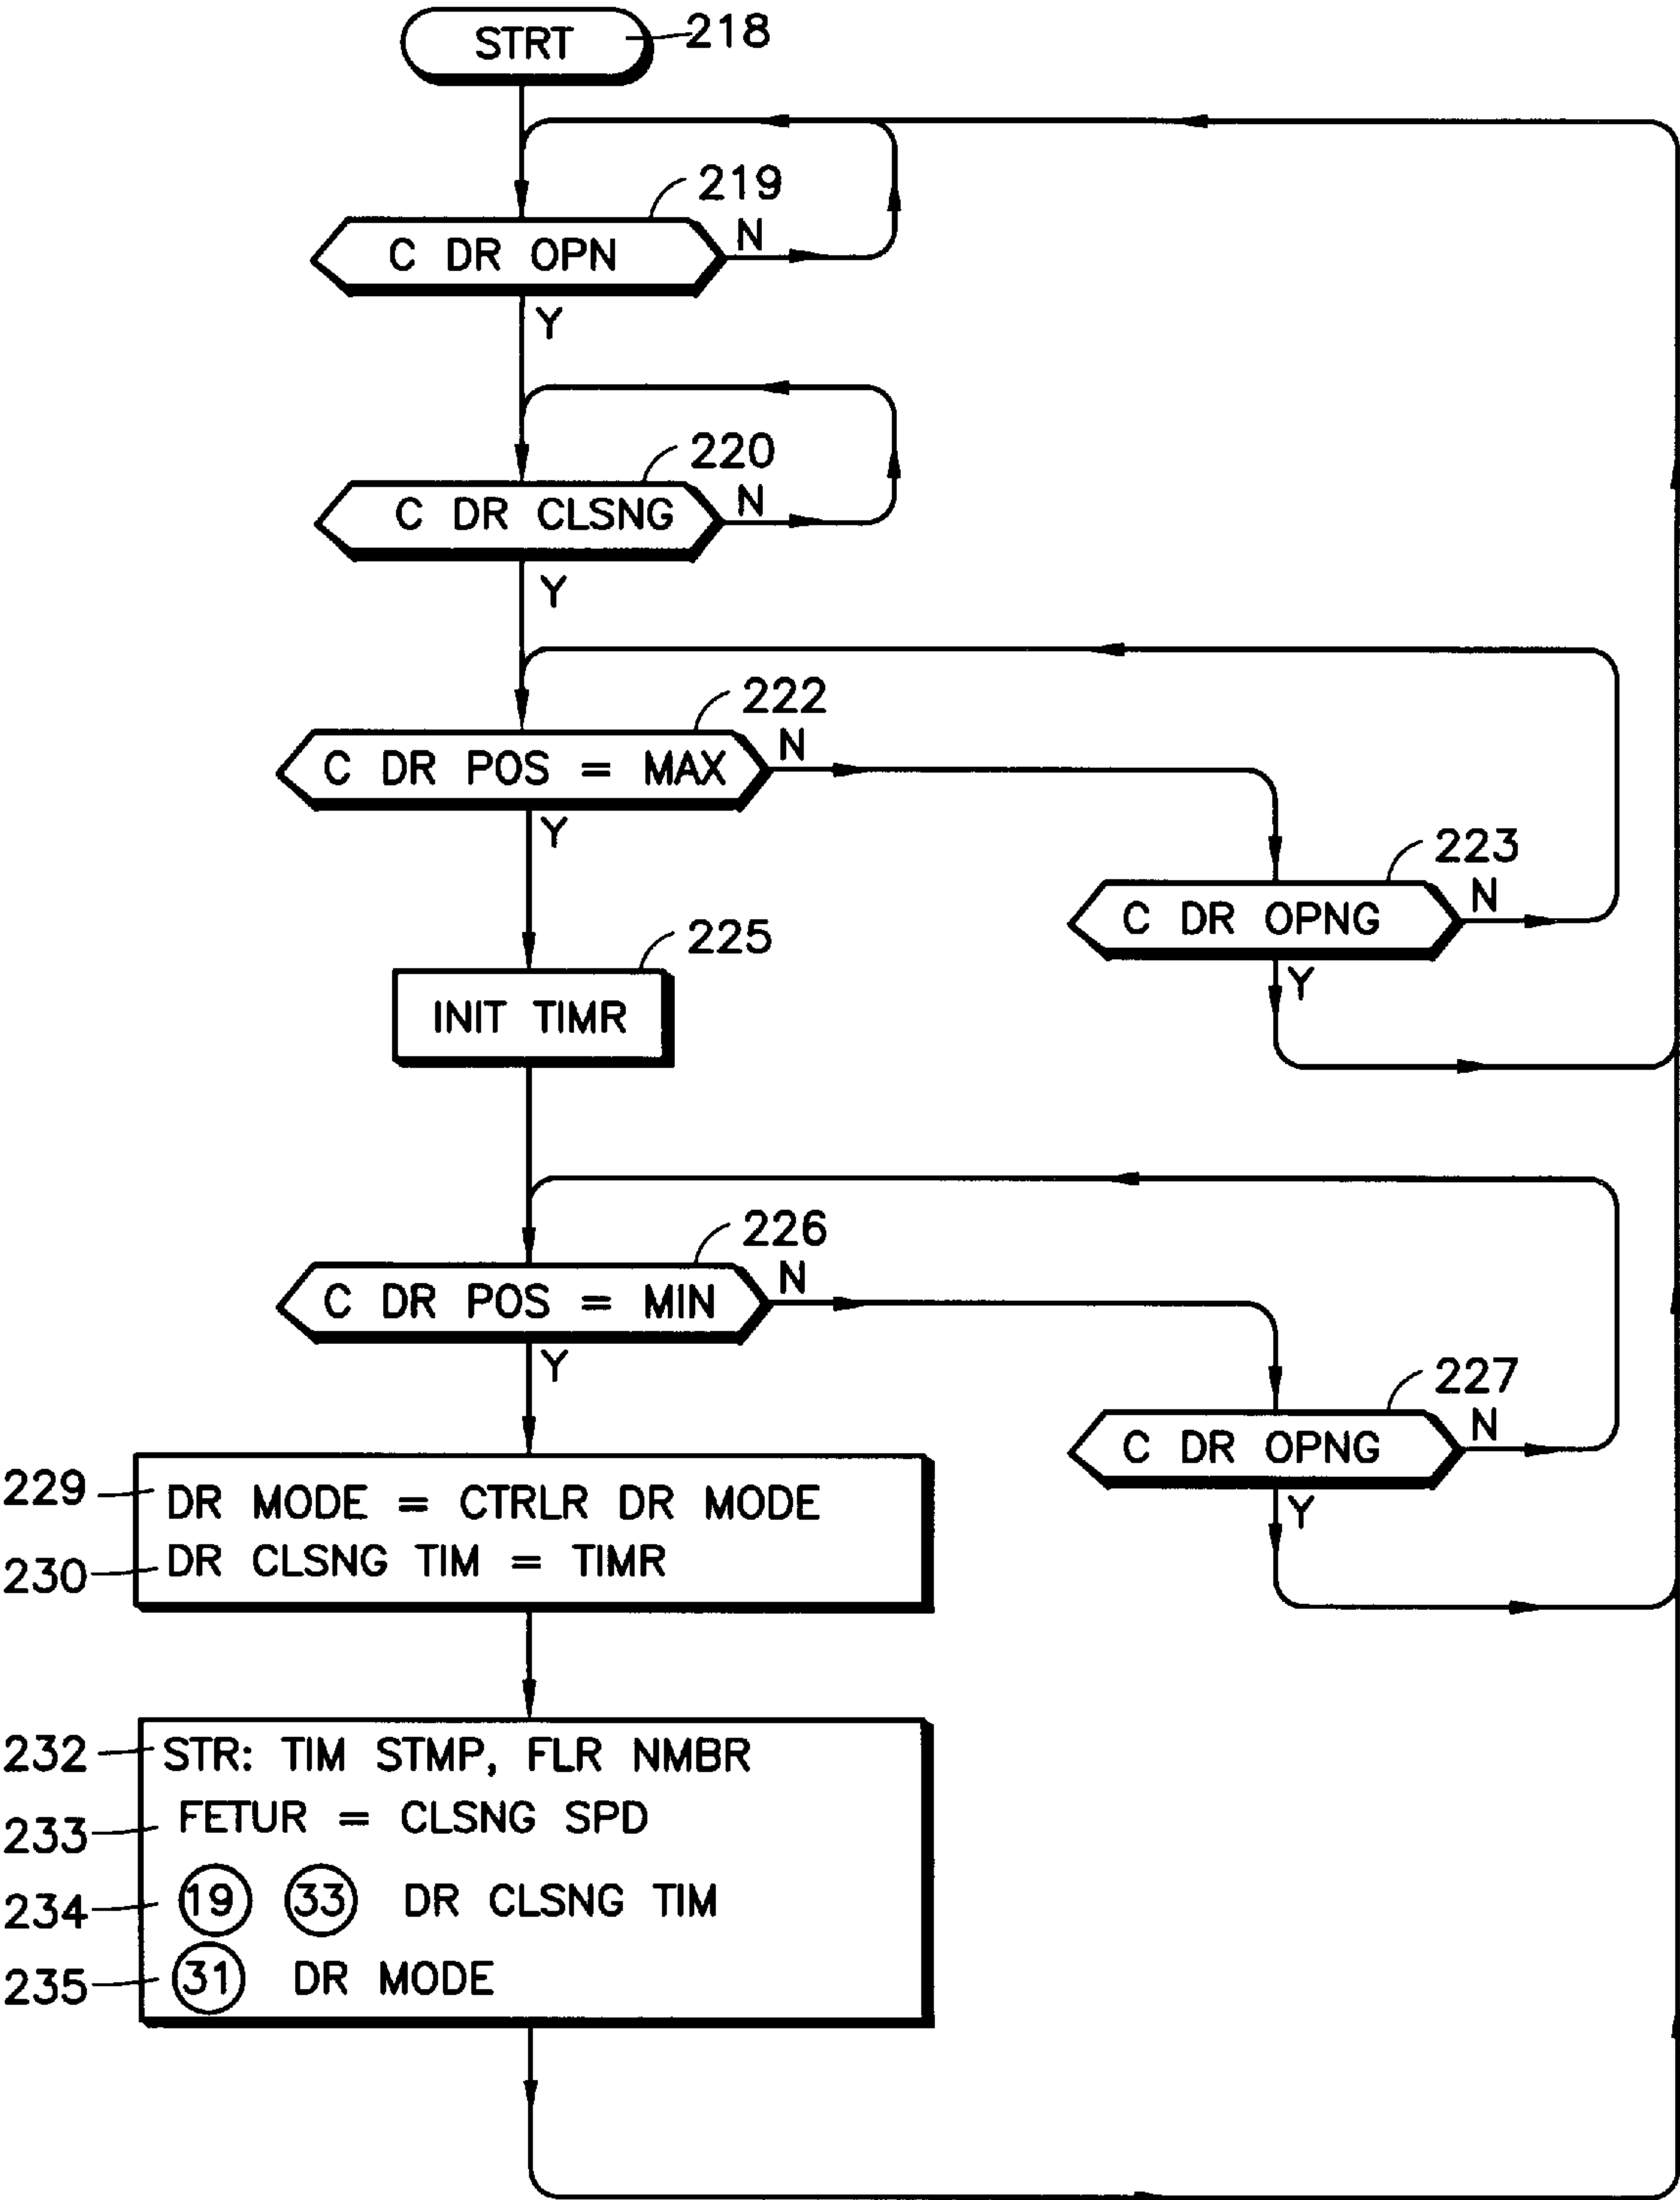 STRT 218
219
C DR OPN N
Y
220
C DR CLSNG N
Y
222
C DR POS = MAX N
Y
223
C DR OPNG N
Y
225
INIT TIMR
226
C DR POS = MIN N
Y
227
C DR OPNG N
Y
229 DR MODE = CTRLR DR MODE
230 DR CLSNG TIM = TIMR
232 STR: TIM STMP, FLR NMBR
233 FETUR = CLSNG SPD
234 19 33 DR CLSNG TIM
235 31 DR MODE